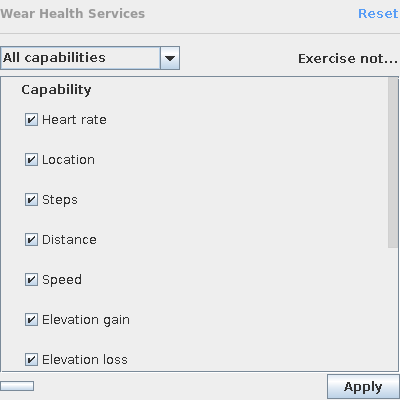 Wear Health Services Reset
All capabilities Exercise not...
Capability
Heart rate
Location
Steps
Distance
Speed
Elevation gain
Elevation loss
Apply